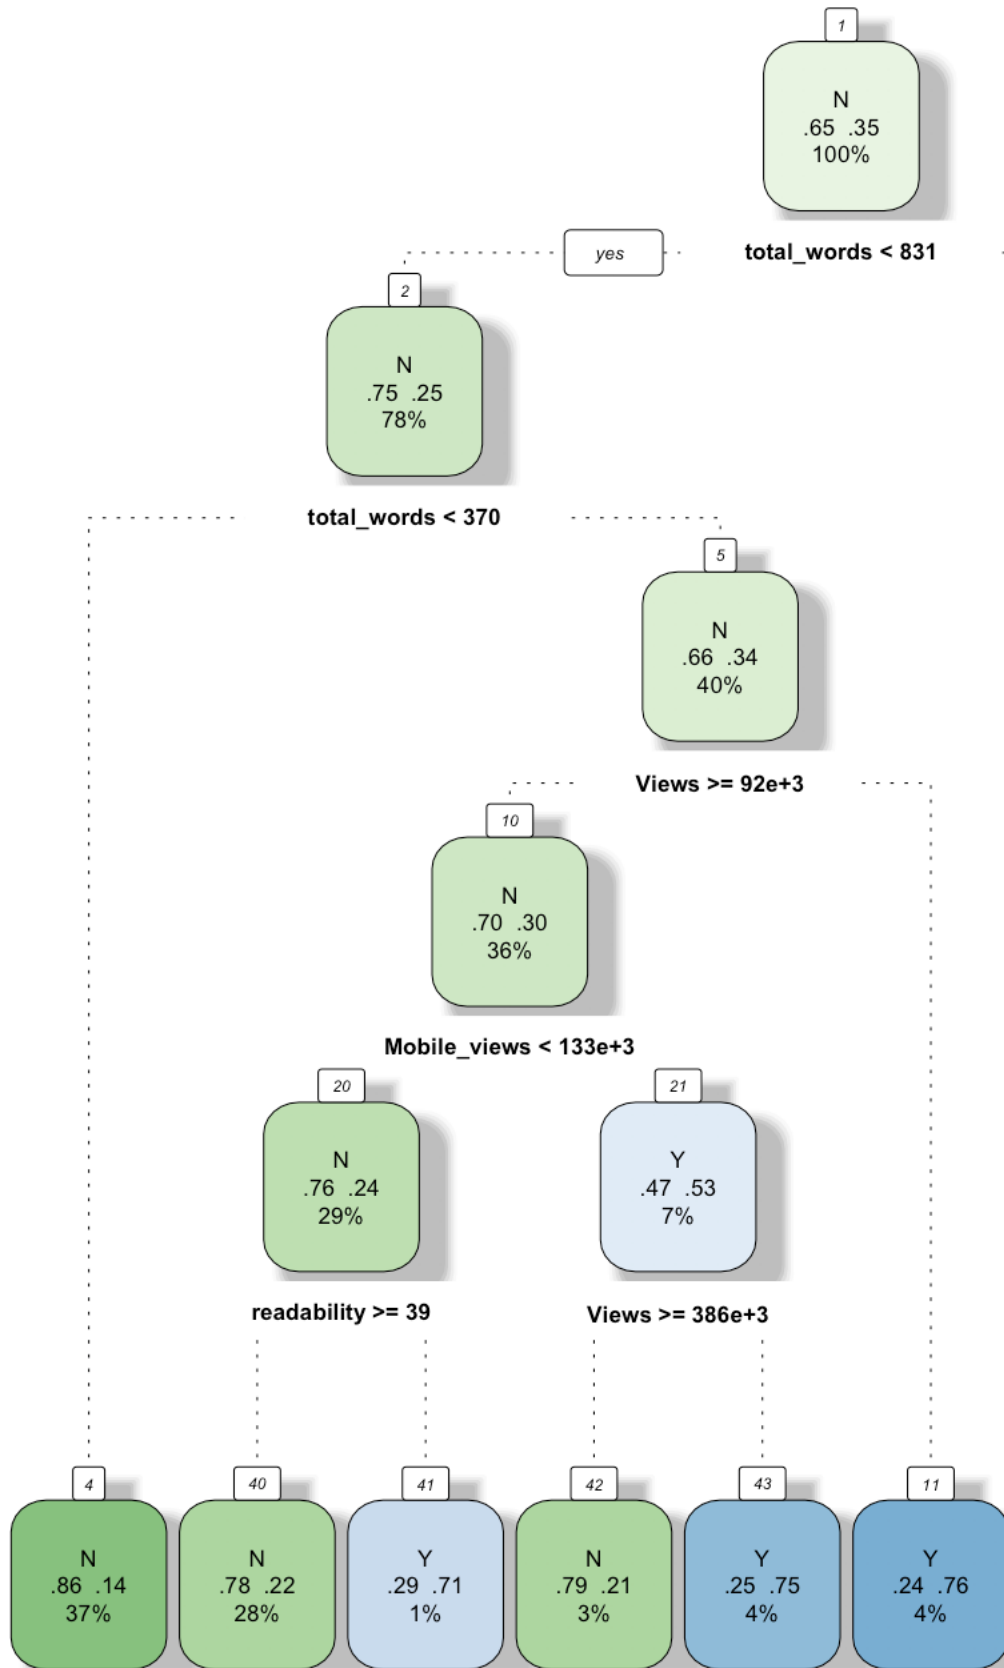 1
N
.65 .35
100%
yes
total_words < 831
2
N
.75 .25
78%
total_words < 370
5
N
.66 .34
40%
Views >= 92e+3
10
N
.70 .30
36%
Mobile_views < 133e+3
20
N
.76 .24
29%
21
Y
.47 .53
7%
readability >= 39
Views >= 386e+3
4
N
.86 .14
37%
40
N
.78 .22
28%
41
Y
.29 .71
1%
42
N
.79 .21
3%
43
Y
.25 .75
4%
11
Y
.24 .76
4%